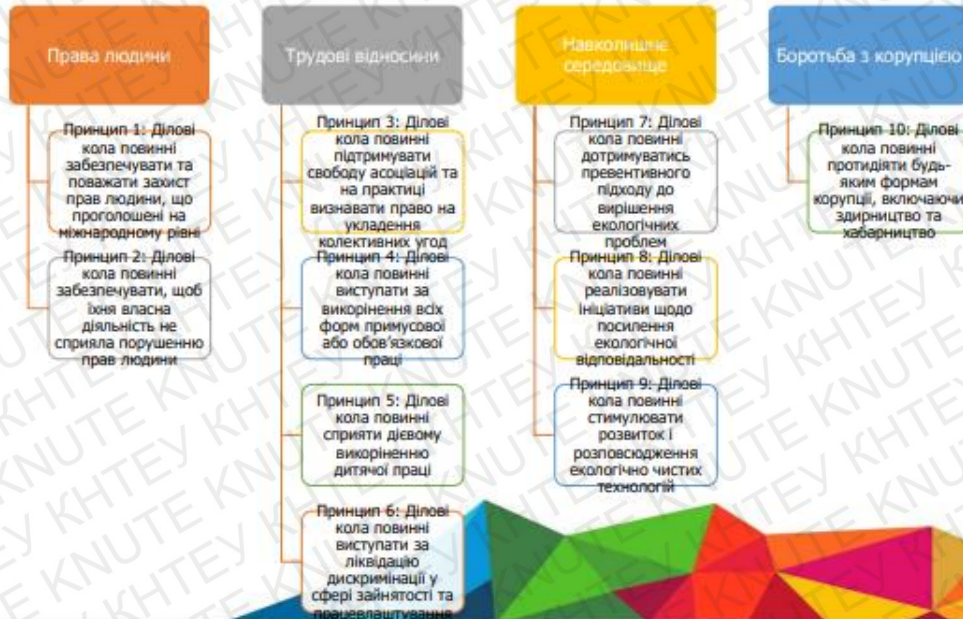 Права людини
Принцип 1: Ділові
кола повинні
забезпечувати та
поважати захист
прав людини, що
проголошені на
міжнародному рівні
Принцип 2: Ділові
кола повинні
забезпечувати, щоб
їхня власна
діяльність не
сприяла порушенню
прав людини
Трудові відносини
Принцип 3: Ділові
кола повинні
підтримувати
свободу асоціацій та
на практиці
визнавати право на
укладення
колективних угод
Принцип 4: Ділові
кола повинні
виступати за
викорінення всіх
форм примусової
або обов'язкової
праці
Принцип 5: Ділові
кола повинні
сприяти дієвому
викоріненню
дитячої праці
Принцип 6: Ділові
кола повинні
виступати за
ліквідацію
дискримінації у
сфері зайнятості та
працевлаштування
Навколишнє
середовище
Принцип 7: Ділові
кола повинні
дотримуватись
превентивного
підходу до
вирішення
екологічних
проблем
Принцип 8: Ділові
кола повинні
реалізовувати
ініціативи щодо
посилення
екологічної
відповідальності
Принцип 9: Ділові
кола повинні
стимулювати
розвиток і
розповсюдження
екологічно чистих
технологій
Боротьба з корупцією
Принцип 10: Ділові
кола повинні
протидіяти будь-
яким формам
корупції, включаючи
здирництво та
хабарництво
КНТЕУ KNUTE